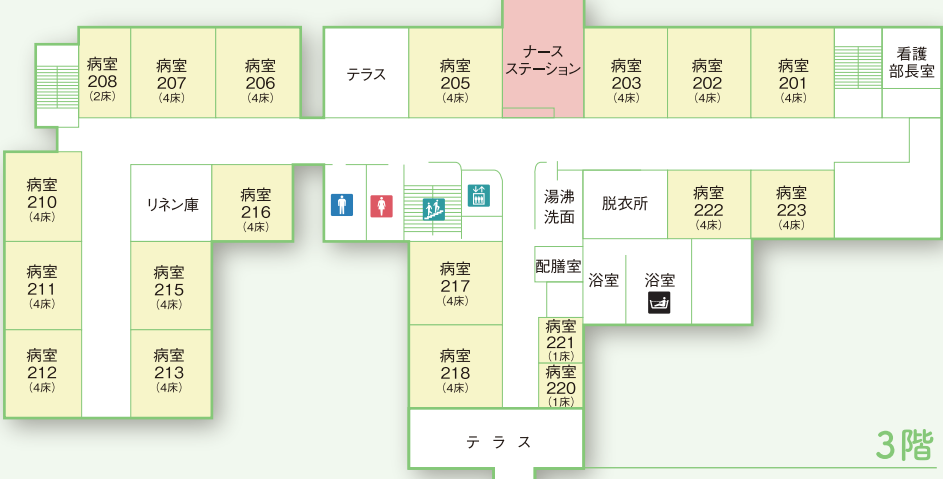 病室
208
(2床)
病室
207
(4床)
病室
206
(4床)
テラス
病室
205
(4床)
ナース
ステーション
病室
203
(4床)
病室
202
(4床)
病室
201
(4床)
看護
部長室
病室
210
(4床)
リネン庫
病室
216
(4床)
湯沸
洗面
脱衣所
病室
222
(4床)
病室
223
(4床)
病室
211
(4床)
病室
215
(4床)
病室
217
(4床)
配膳室
浴室
浴室
病室
212
(4床)
病室
213
(4床)
病室
218
(4床)
病室
221
(1床)
病室
220
(1床)
テラス
3階